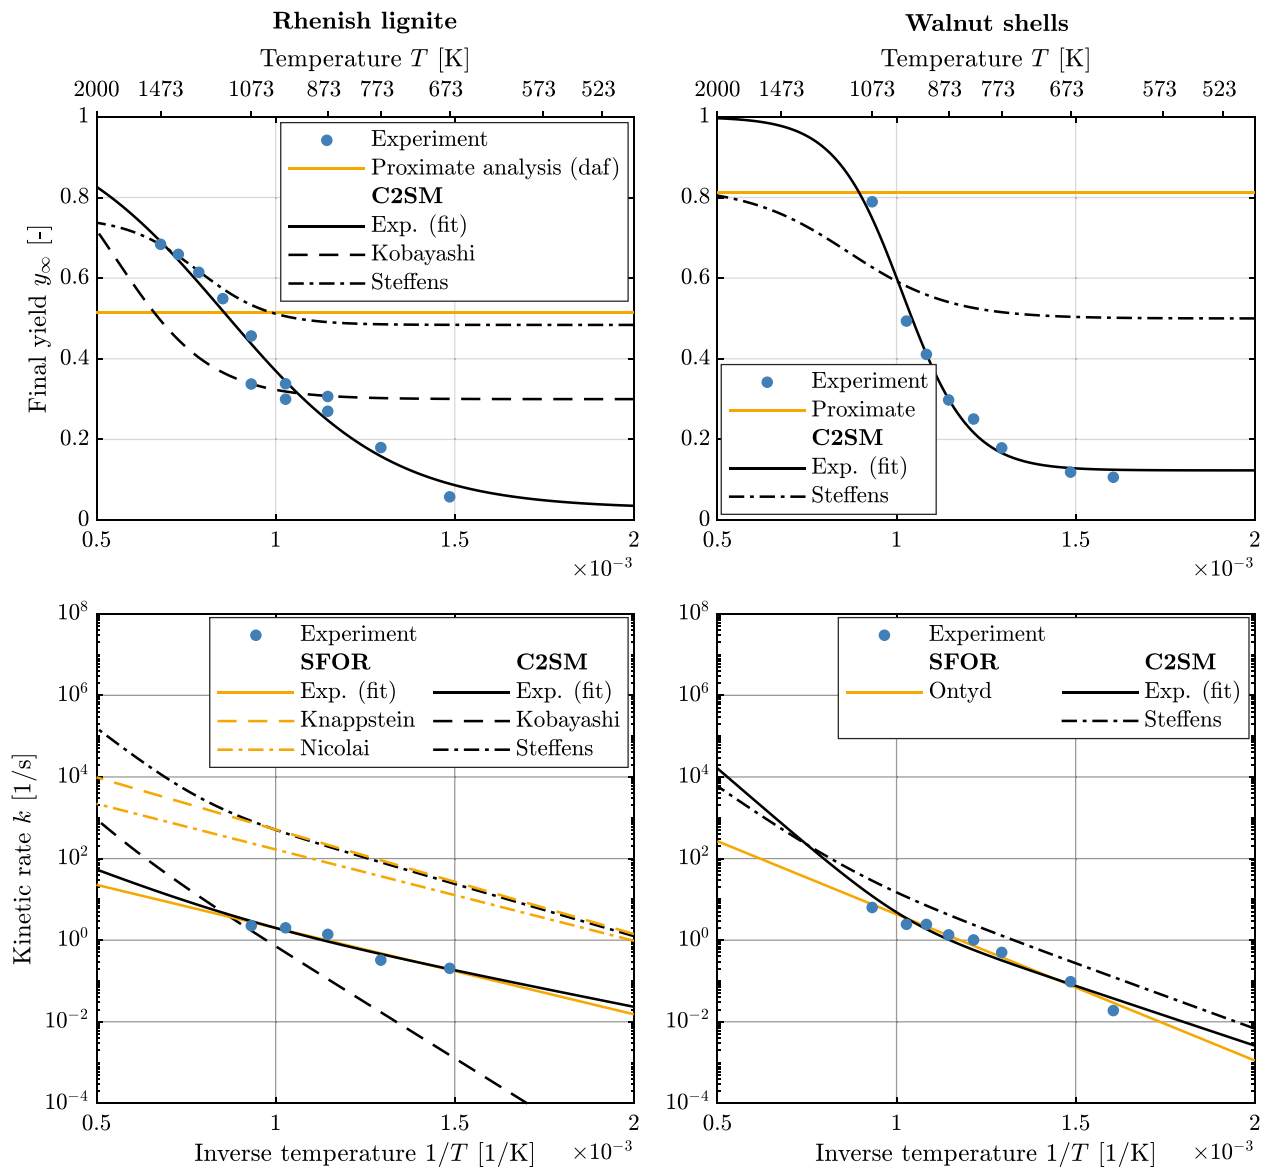 Rhenish lignite
Temperature T [K]
2000 1473 1073 873 773 673 573 523
1
0.8
0.6
0.4
0.2
0
Final yield y∞ [-]
Experiment
Proximate analysis (daf)
C2SM
Exp. (fit)
Kobayashi
Steffens
0.5 1 1.5 2
×10⁻³
Walnut shells
Temperature T [K]
2000 1473 1073 873 773 673 573 523
1
0.8
0.6
0.4
0.2
0
Experiment
Proximate
C2SM
Exp. (fit)
Steffens
0.5 1 1.5 2
×10⁻³
10⁸
10⁶
10⁴
10²
10⁰
10⁻²
10⁻⁴
Kinetic rate k [1/s]
Experiment
SFOR C2SM
Exp. (fit) Exp. (fit)
Knappstein Kobayashi
Nicolai Steffens
0.5 1 1.5 2
Inverse temperature 1/T [1/K] ×10⁻³
10⁸
10⁶
10⁴
10²
10⁰
10⁻²
10⁻⁴
Experiment
SFOR C2SM
Ontyd Exp. (fit)
Steffens
0.5 1 1.5 2
Inverse temperature 1/T [1/K] ×10⁻³